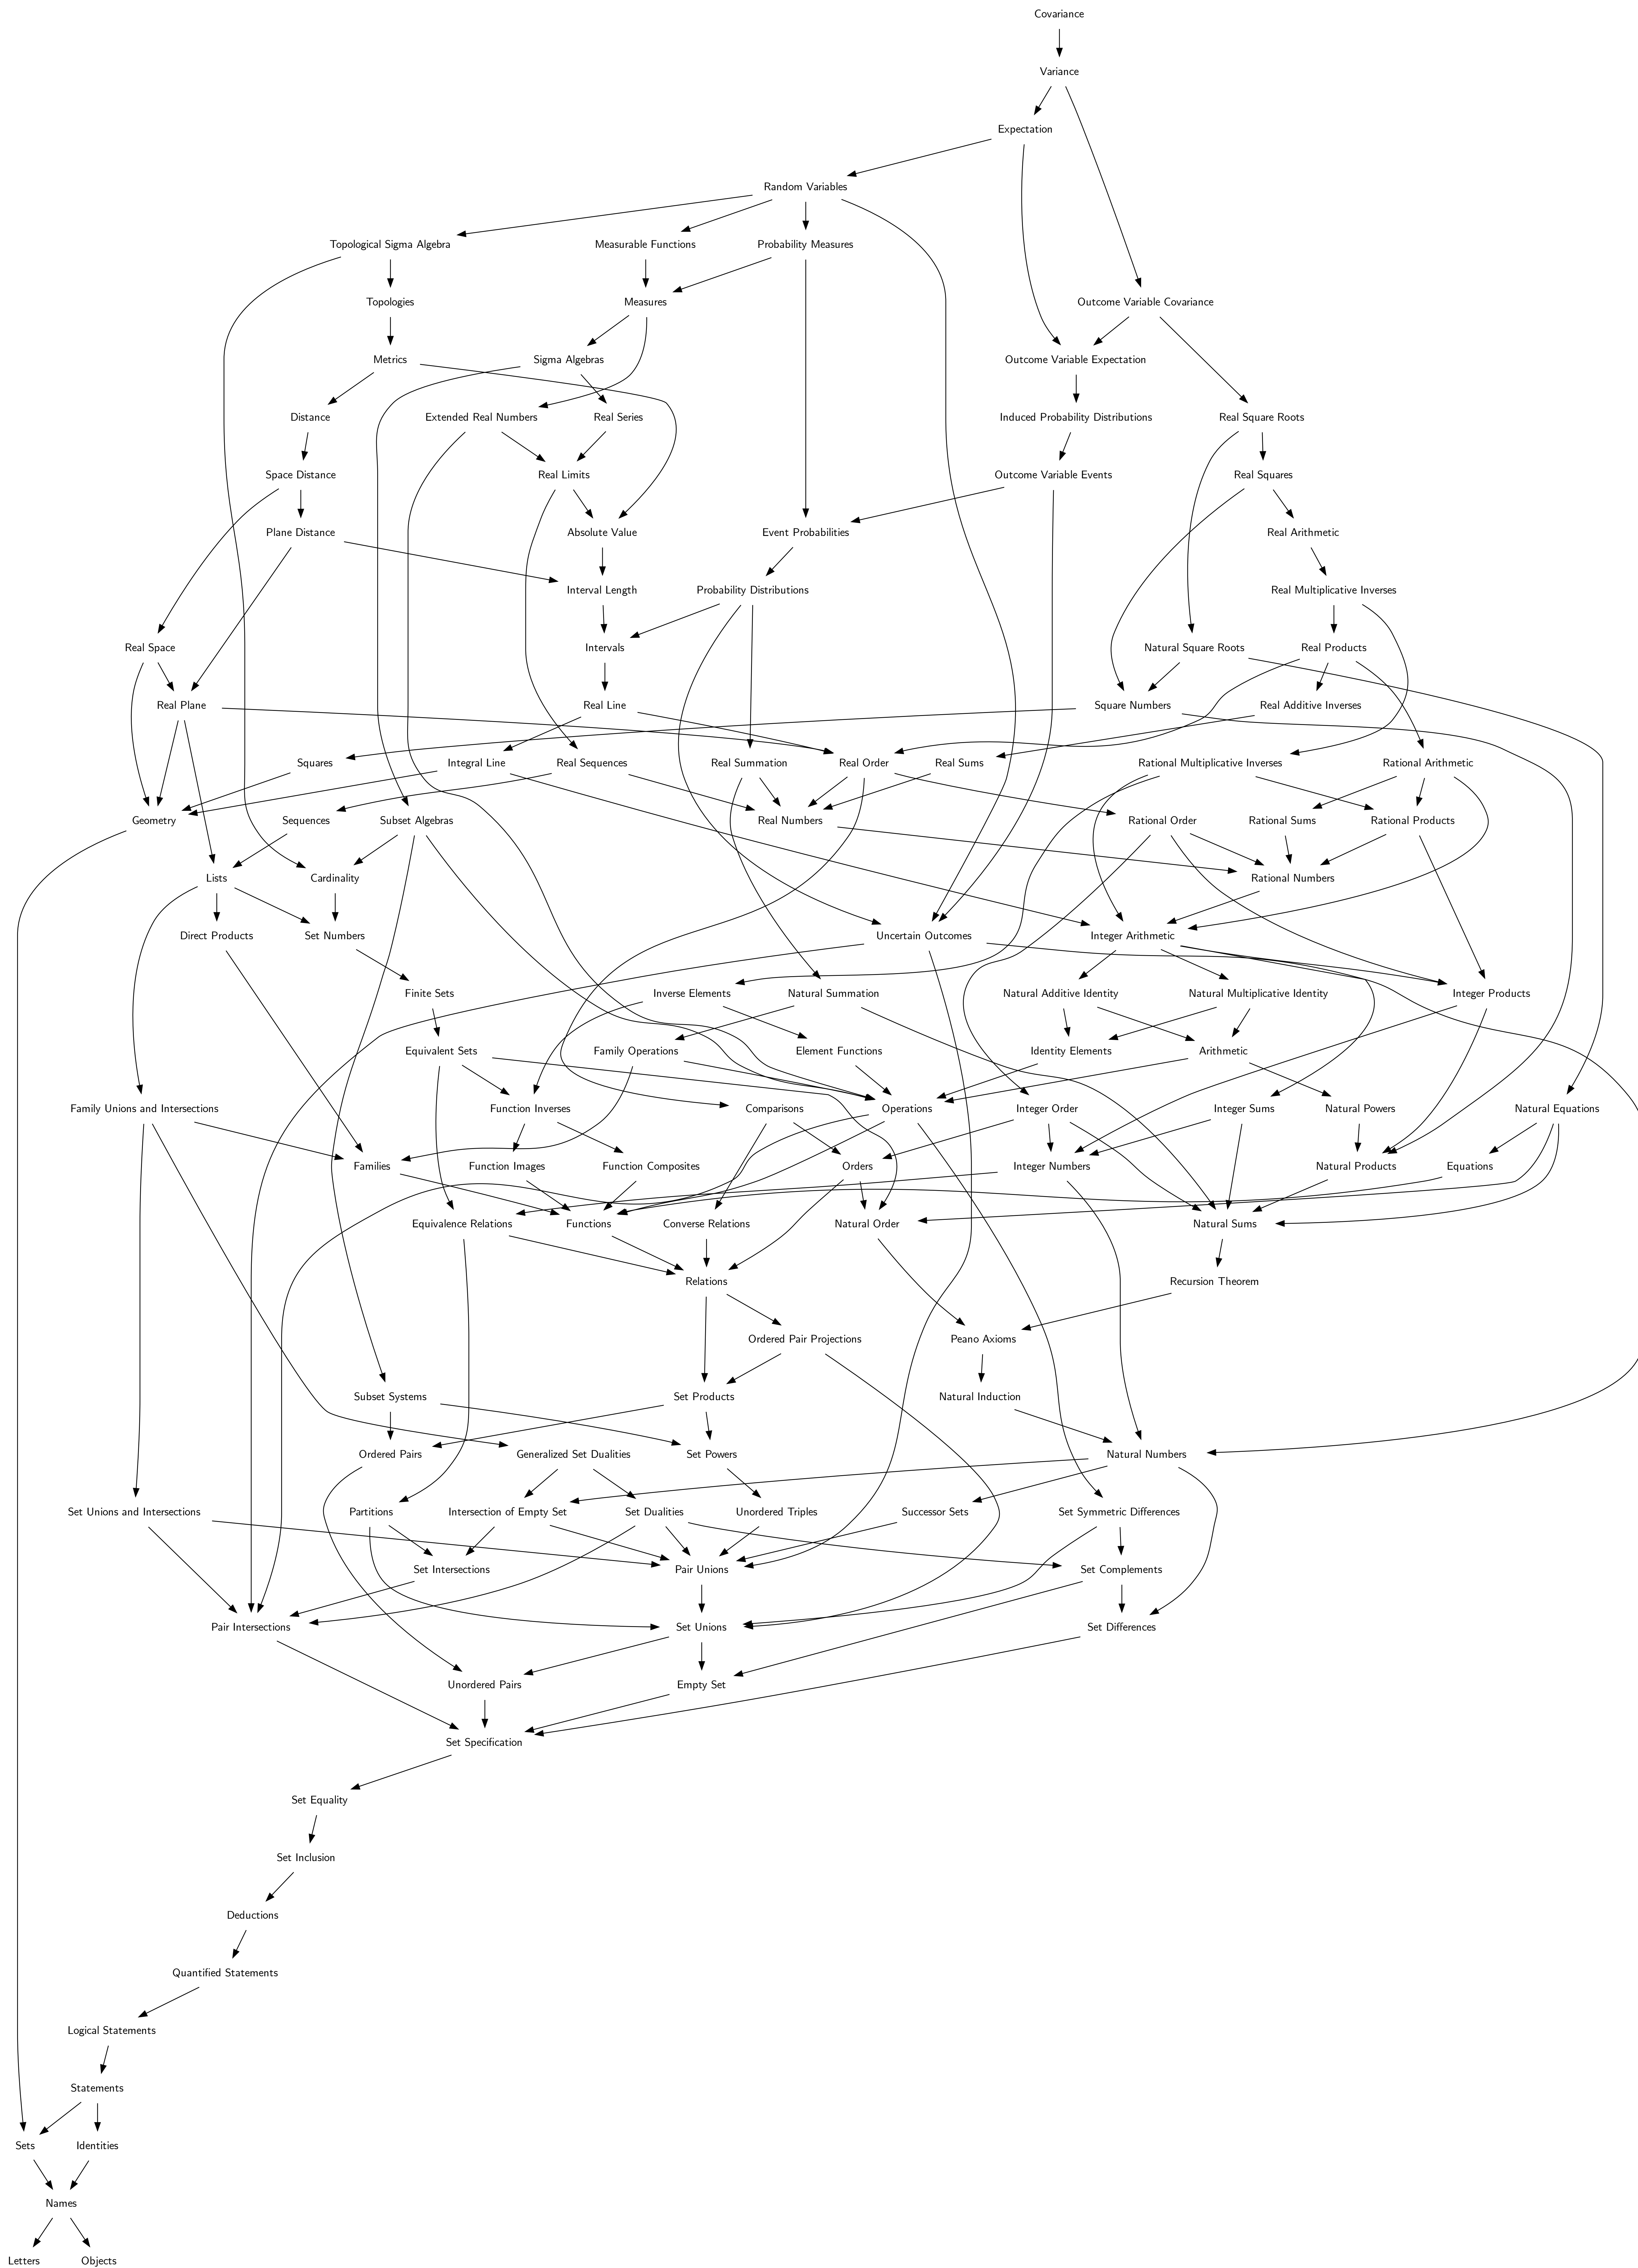 Covariance
Variance
Expectation
Random Variables
Topological Sigma Algebra
Measurable Functions
Probability Measures
Topologies
Measures
Outcome Variable Covariance
Metrics
Sigma Algebras
Outcome Variable Expectation
Distance
Extended Real Numbers
Real Series
Induced Probability Distributions
Real Square Roots
Space Distance
Real Limits
Outcome Variable Events
Real Squares
Plane Distance
Absolute Value
Event Probabilities
Real Arithmetic
Interval Length
Probability Distributions
Real Multiplicative Inverses
Real Space
Intervals
Natural Square Roots
Real Products
Real Plane
Real Line
Square Numbers
Real Additive Inverses
Squares
Integral Line
Real Sequences
Real Summation
Real Order
Real Sums
Rational Multiplicative Inverses
Rational Arithmetic
Geometry
Sequences
Subset Algebras
Real Numbers
Rational Order
Rational Sums
Rational Products
Lists
Cardinality
Rational Numbers
Direct Products
Set Numbers
Uncertain Outcomes
Integer Arithmetic
Finite Sets
Inverse Elements
Natural Summation
Natural Additive Identity
Natural Multiplicative Identity
Integer Products
Equivalent Sets
Family Operations
Element Functions
Identity Elements
Arithmetic
Family Unions and Intersections
Function Inverses
Comparisons
Operations
Integer Order
Integer Sums
Natural Powers
Natural Equations
Families
Function Images
Function Composites
Orders
Integer Numbers
Natural Products
Equations
Equivalence Relations
Functions
Converse Relations
Natural Order
Natural Sums
Relations
Recursion Theorem
Ordered Pair Projections
Peano Axioms
Subset Systems
Set Products
Natural Induction
Ordered Pairs
Generalized Set Dualities
Set Powers
Natural Numbers
Set Unions and Intersections
Partitions
Intersection of Empty Set
Set Dualities
Unordered Triples
Successor Sets
Set Symmetric Differences
Set Intersections
Pair Unions
Set Complements
Pair Intersections
Set Unions
Set Differences
Unordered Pairs
Empty Set
Set Specification
Set Equality
Set Inclusion
Deductions
Quantified Statements
Logical Statements
Statements
Sets
Identities
Names
Letters
Objects